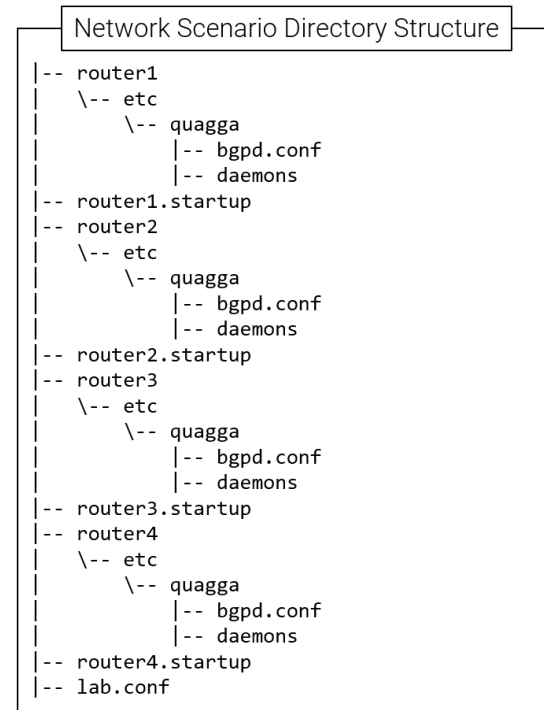 Network Scenario Directory Structure
|-- router1
|   \-- etc
|       \-- quagga
|           |-- bgpd.conf
|           |-- daemons
|-- router1.startup
|-- router2
|   \-- etc
|       \-- quagga
|           |-- bgpd.conf
|           |-- daemons
|-- router2.startup
|-- router3
|   \-- etc
|       \-- quagga
|           |-- bgpd.conf
|           |-- daemons
|-- router3.startup
|-- router4
|   \-- etc
|       \-- quagga
|           |-- bgpd.conf
|           |-- daemons
|-- router4.startup
|-- lab.conf